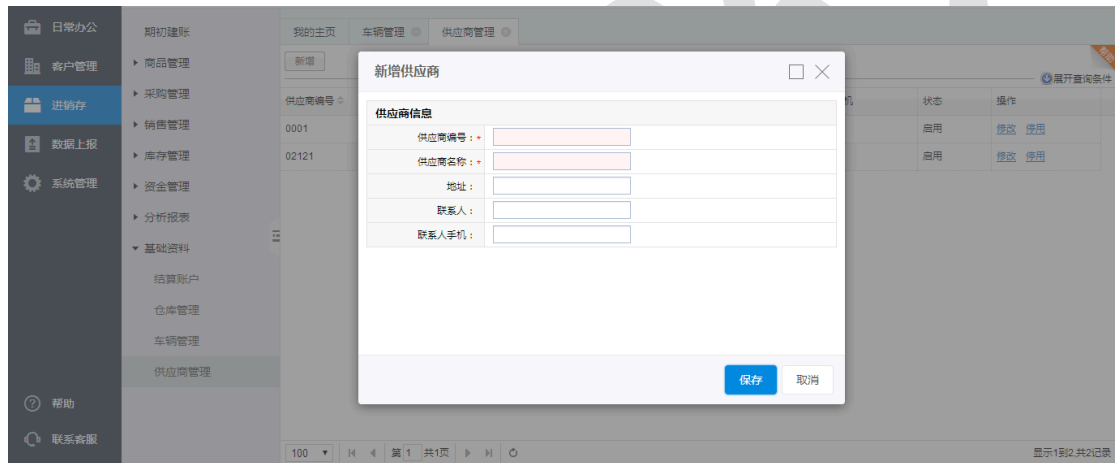 日常办公
客户管理
进销存
数据上报
系统管理
帮助
联系客服
期初建账
商品管理
采购管理
销售管理
库存管理
资金管理
分析报表
基础资料
结算账户
仓库管理
车辆管理
供应商管理
我的主页 车辆管理 供应商管理
新增
展开查询条件
供应商编号 机 状态 操作
0001 启用 修改 停用
02121 启用 修改 停用
新增供应商
供应商信息
供应商编号：*
供应商名称：*
地址：
联系人：
联系人手机：
保存 取消
100 第 1 共1页
显示1到2,共2记录